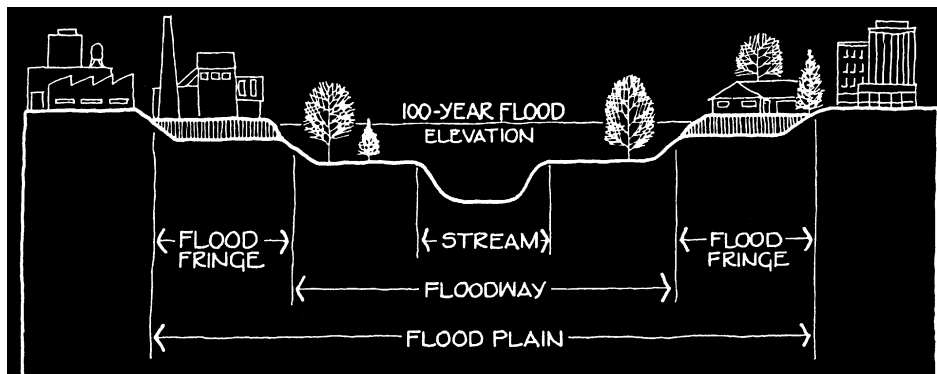 100-YEAR FLOOD
ELEVATION
FLOOD
FRINGE
STREAM
FLOOD
FRINGE
FLOODWAY
FLOOD PLAIN